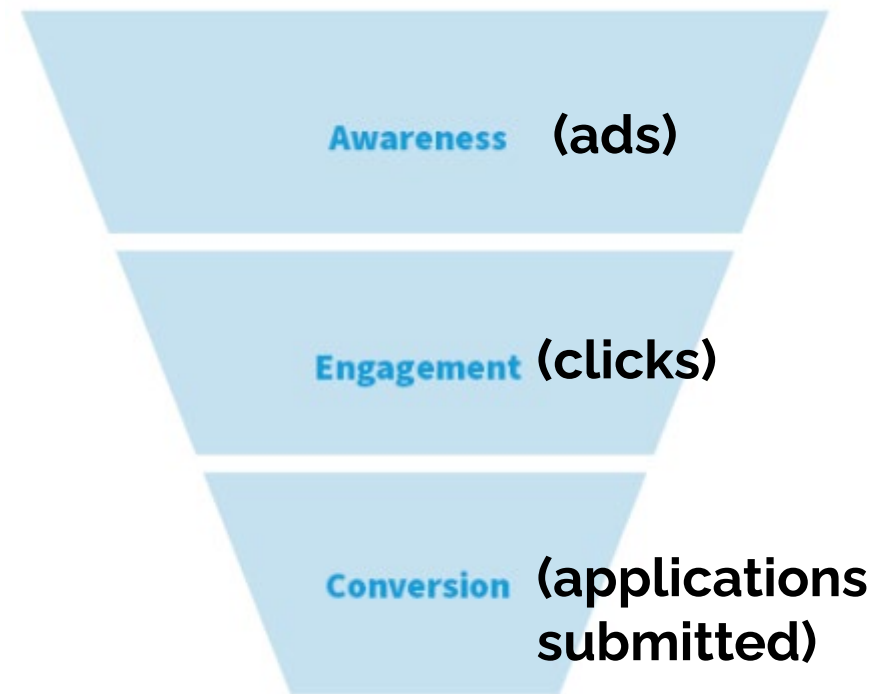 Awareness (ads)
Engagement (clicks)
Conversion (applications
submitted)